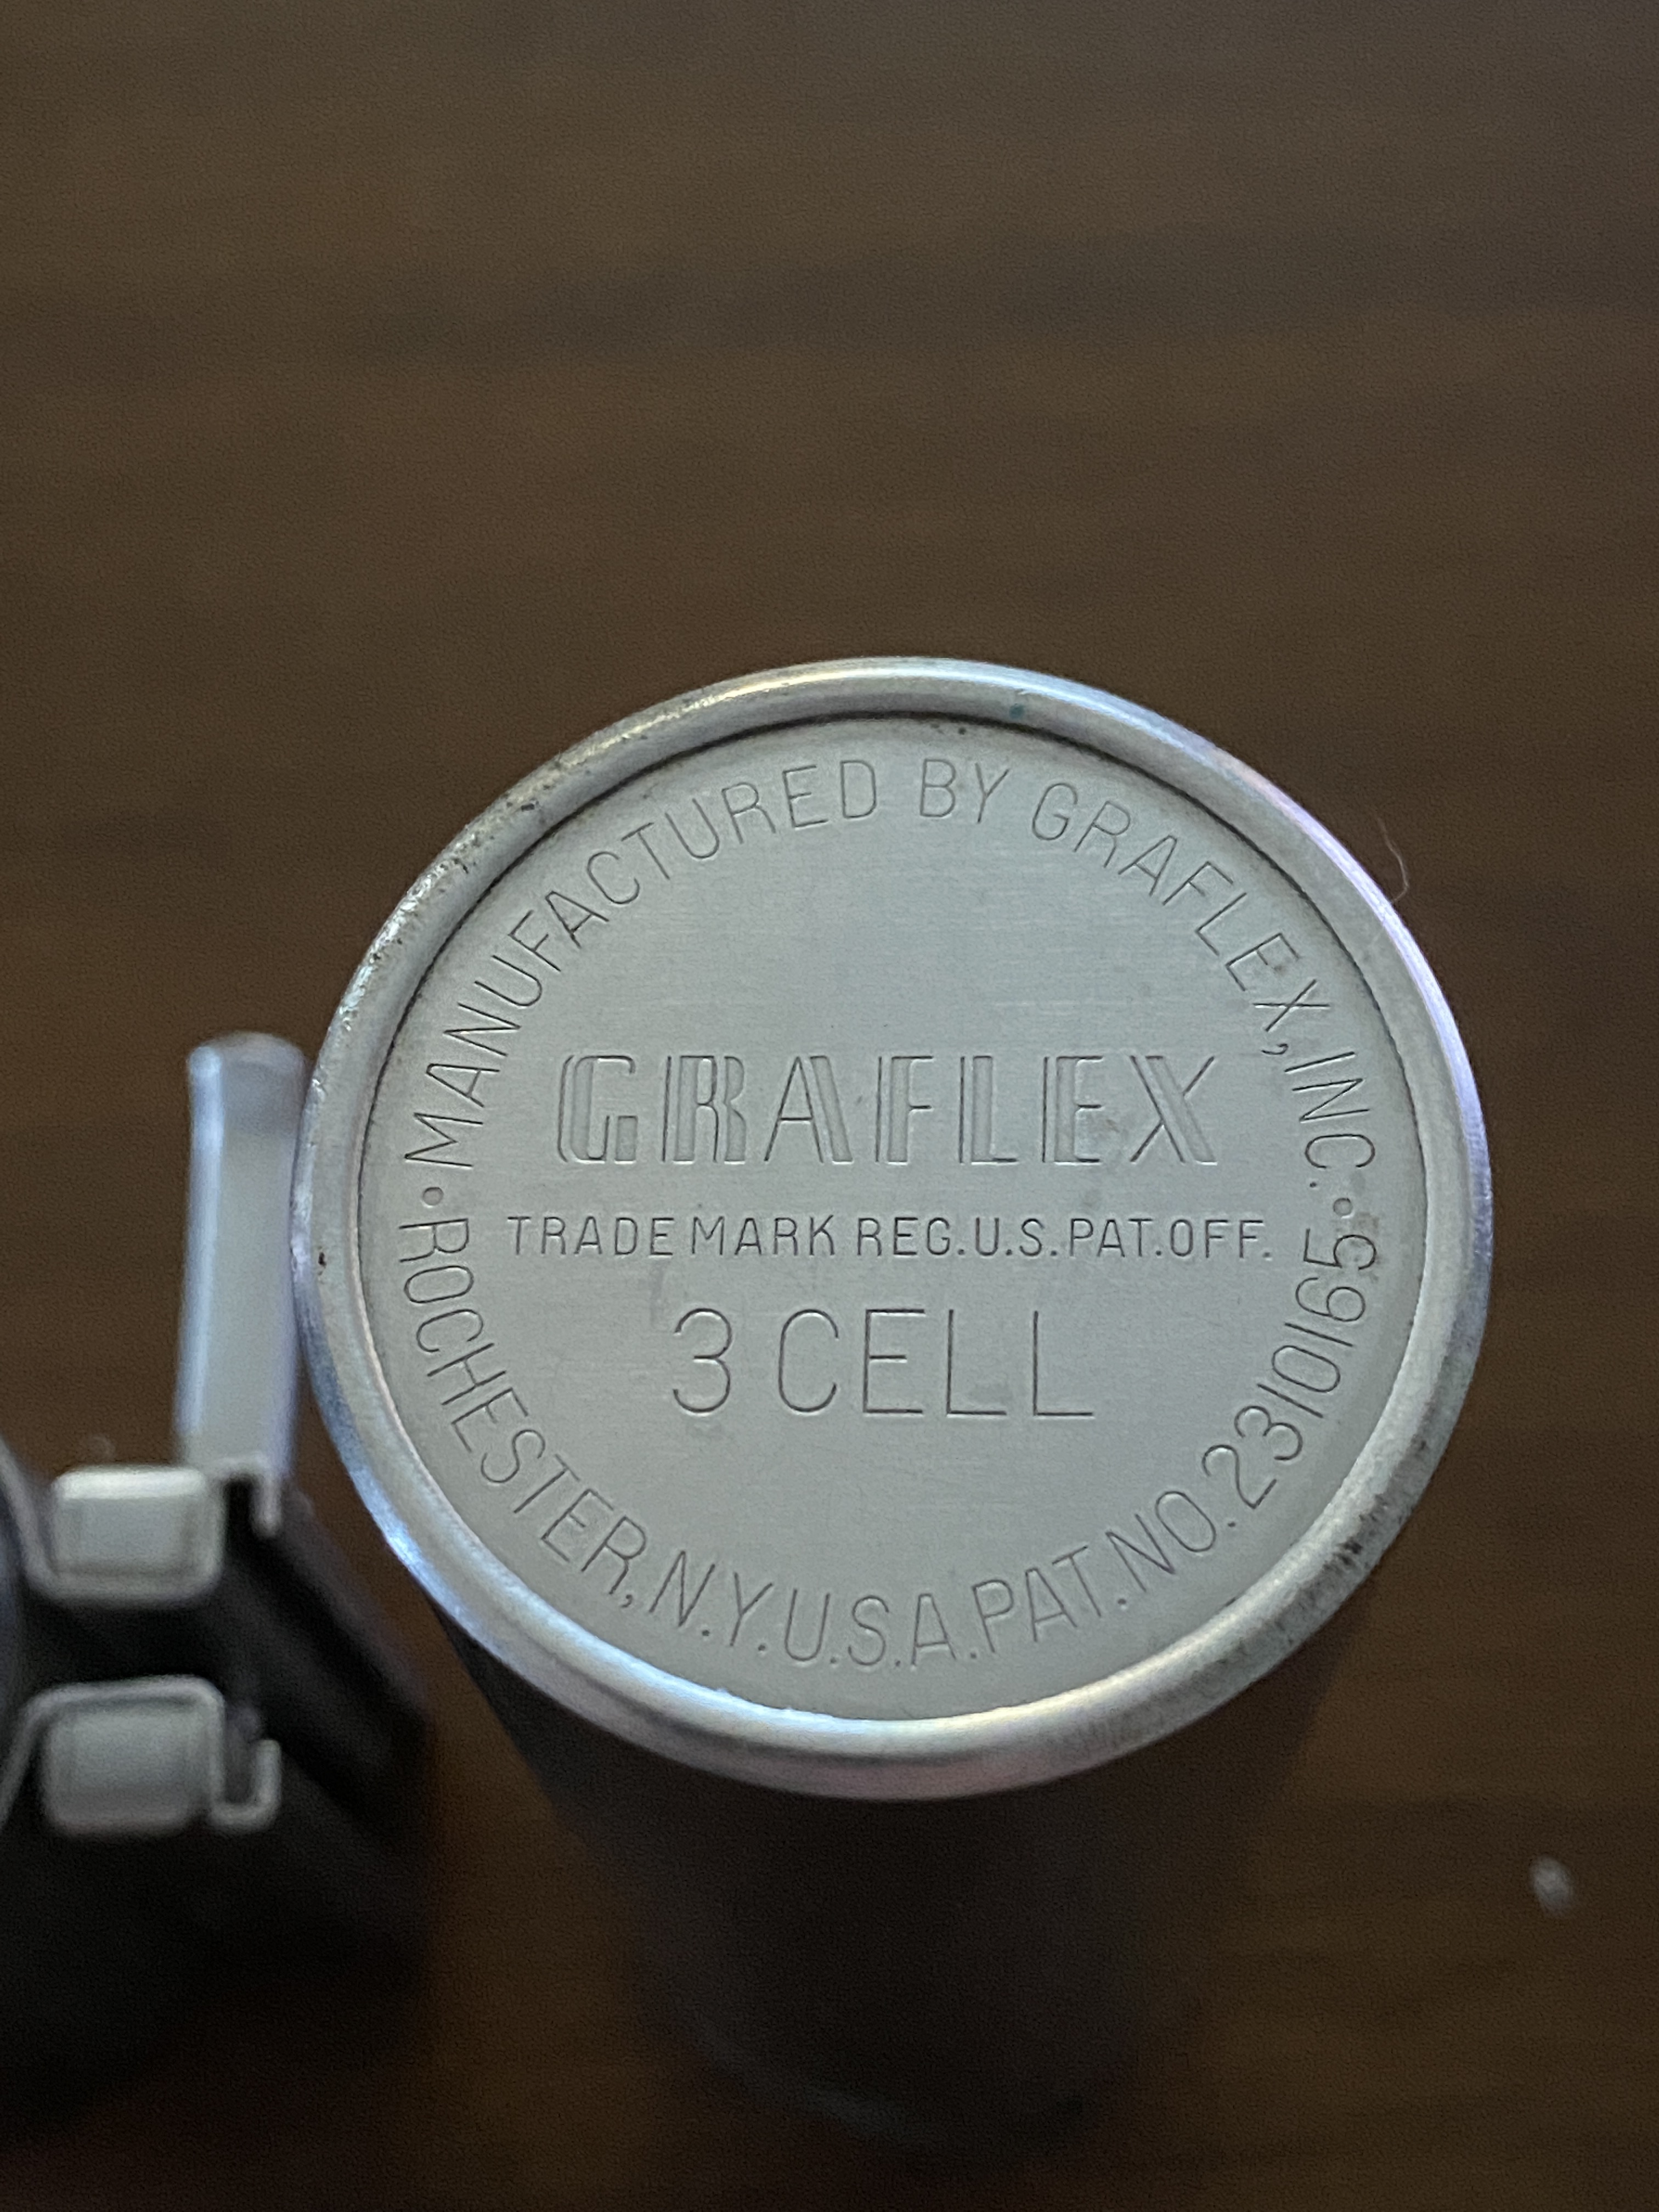 • MANUFACTURED BY GRAFLEX, INC. •
GRAFLEX
TRADE MARK REG. U.S. PAT. OFF.
3 CELL
ROCHESTER, N.Y. U.S.A. PAT. NO. 2310165